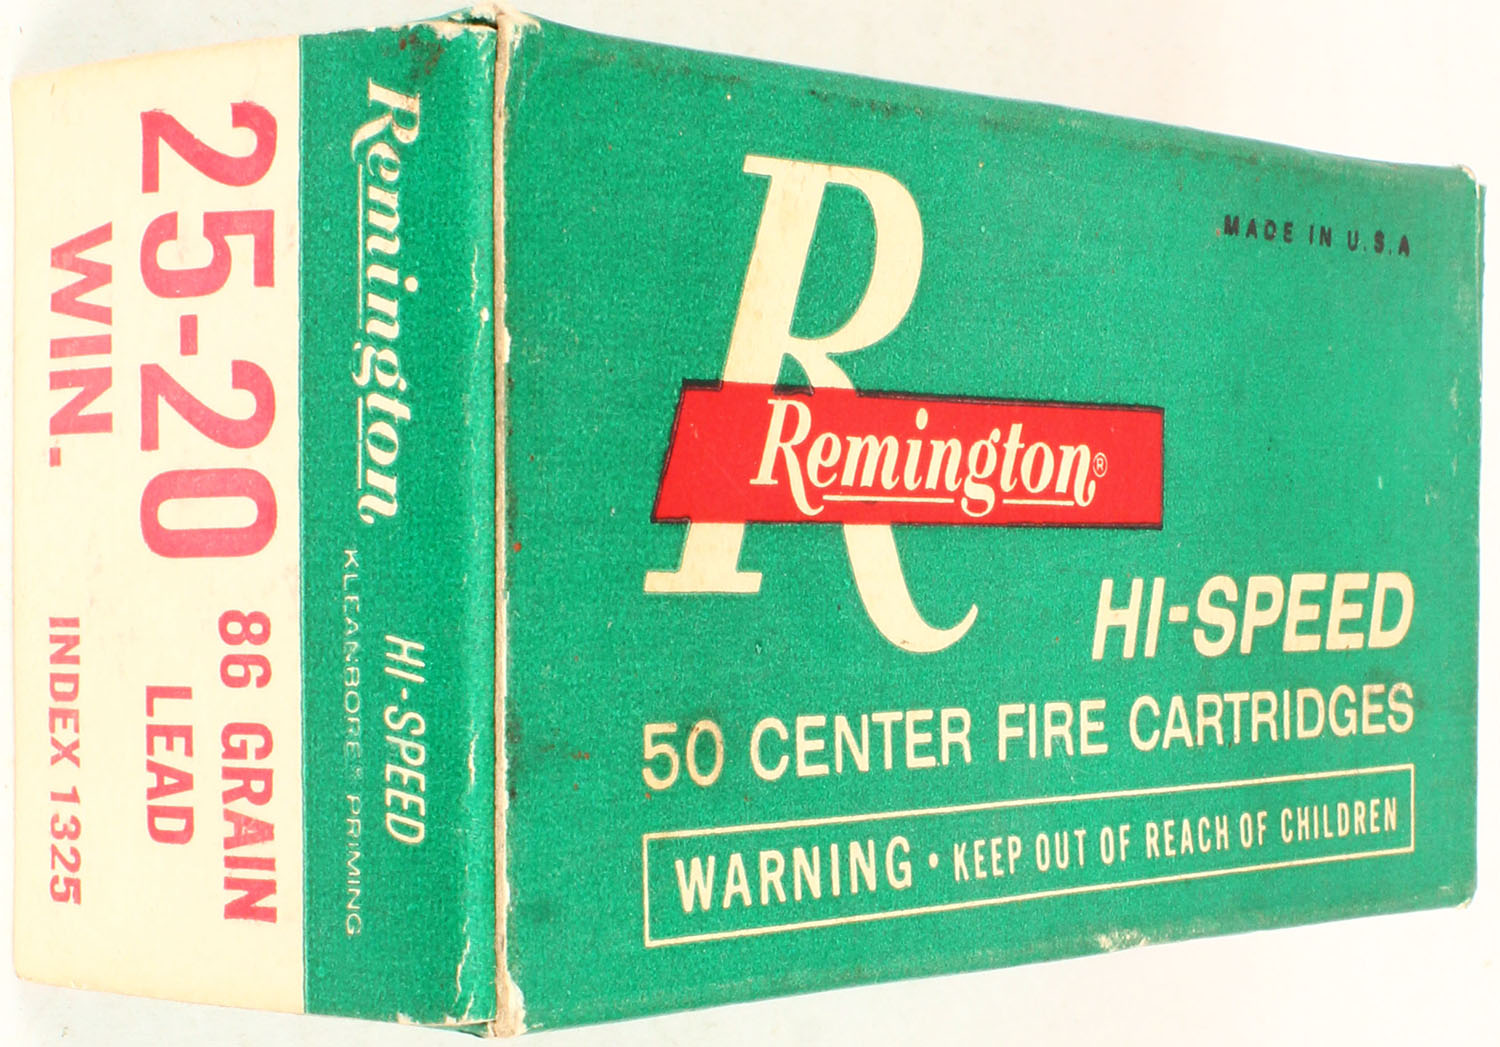 MADE IN U.S.A
R
Remington®
HI-SPEED
50 CENTER FIRE CARTRIDGES
WARNING • KEEP OUT OF REACH OF CHILDREN
Remington HI-SPEED
KLEANBORE® PRIMING
25-20 86 GRAIN
LEAD
WIN. INDEX 1325